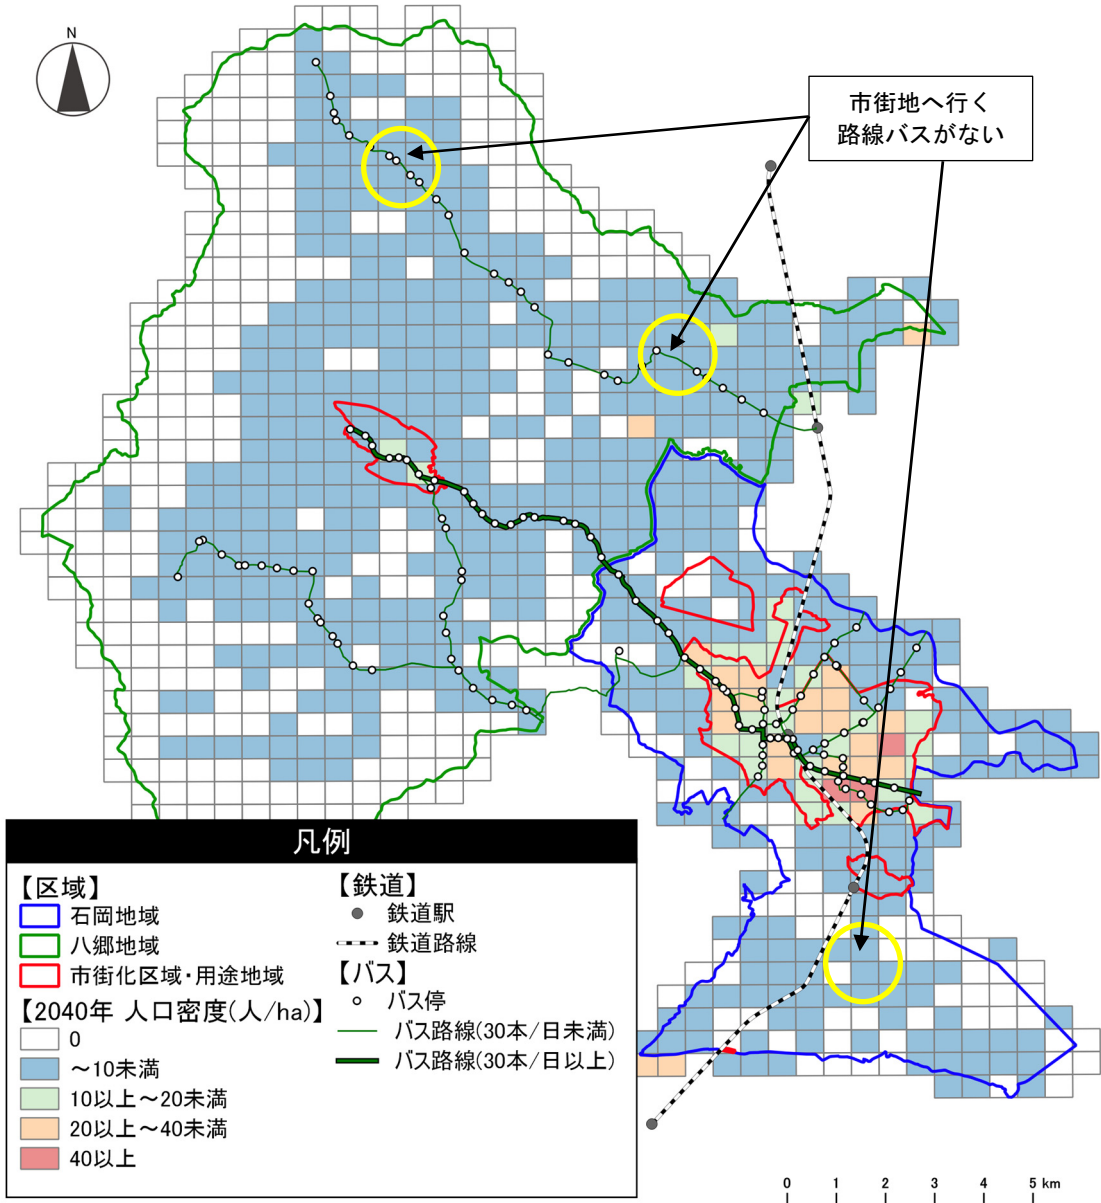 N
市街地へ行く
路線バスがない
凡例
【区域】
石岡地域
八郷地域
市街化区域・用途地域
【2040年 人口密度(人/ha)】
0
～10未満
10以上～20未満
20以上～40未満
40以上
【鉄道】
鉄道駅
鉄道路線
【バス】
バス停
バス路線(30本/日未満)
バス路線(30本/日以上)
0 1 2 3 4 5 km